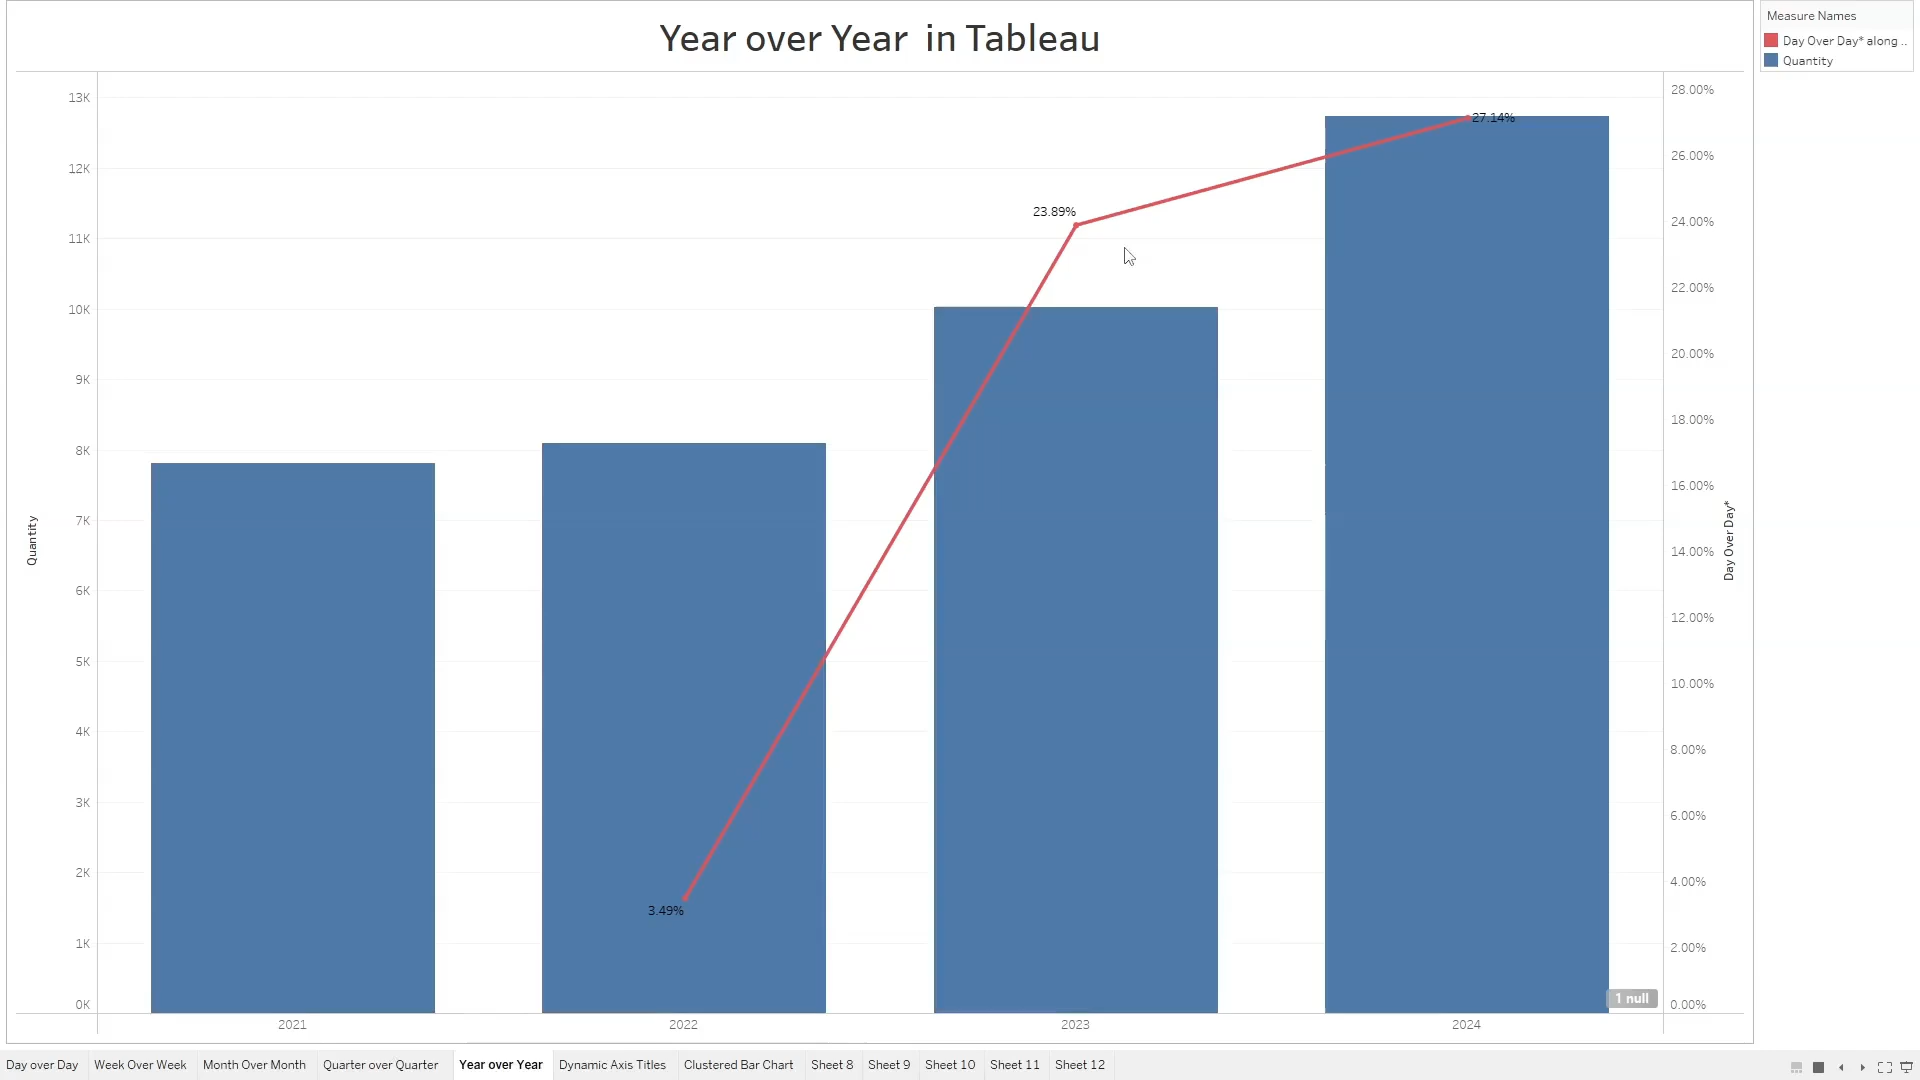 Year over Year  in Tableau
Measure Names
Day Over Day* along ..
Quantity
13K
12K
11K
10K
9K
8K
7K
6K
5K
4K
3K
2K
1K
0K
Quantity
3.49%
23.89%
27.14%
28.00%
26.00%
24.00%
22.00%
20.00%
18.00%
16.00%
14.00%
12.00%
10.00%
8.00%
6.00%
4.00%
2.00%
0.00%
Day Over Day*
1 null
2021
2022
2023
2024
Day over Day
Week Over Week
Month Over Month
Quarter over Quarter
Year over Year
Dynamic Axis Titles
Clustered Bar Chart
Sheet 8
Sheet 9
Sheet 10
Sheet 11
Sheet 12